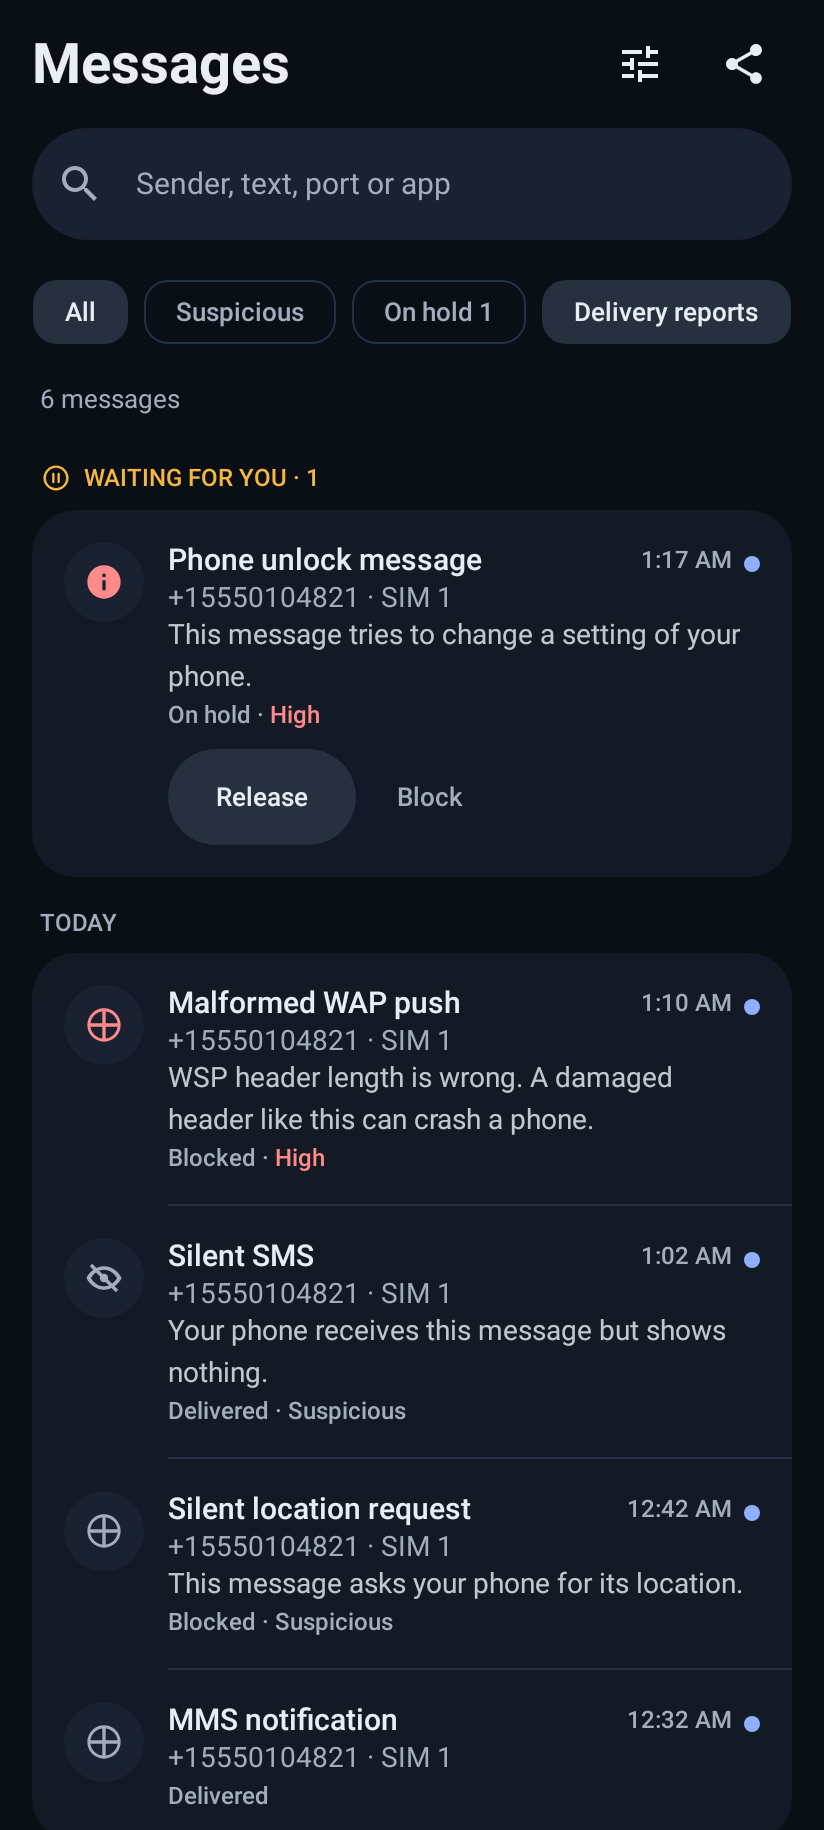 Messages
Sender, text, port or app
All
Suspicious
On hold 1
Delivery reports
6 messages
WAITING FOR YOU · 1
Phone unlock message
1:17 AM
+15550104821 · SIM 1
This message tries to change a setting of your
phone.
On hold · High
Release
Block
TODAY
Malformed WAP push
1:10 AM
+15550104821 · SIM 1
WSP header length is wrong. A damaged
header like this can crash a phone.
Blocked · High
Silent SMS
1:02 AM
+15550104821 · SIM 1
Your phone receives this message but shows
nothing.
Delivered · Suspicious
Silent location request
12:42 AM
+15550104821 · SIM 1
This message asks your phone for its location.
Blocked · Suspicious
MMS notification
12:32 AM
+15550104821 · SIM 1
Delivered